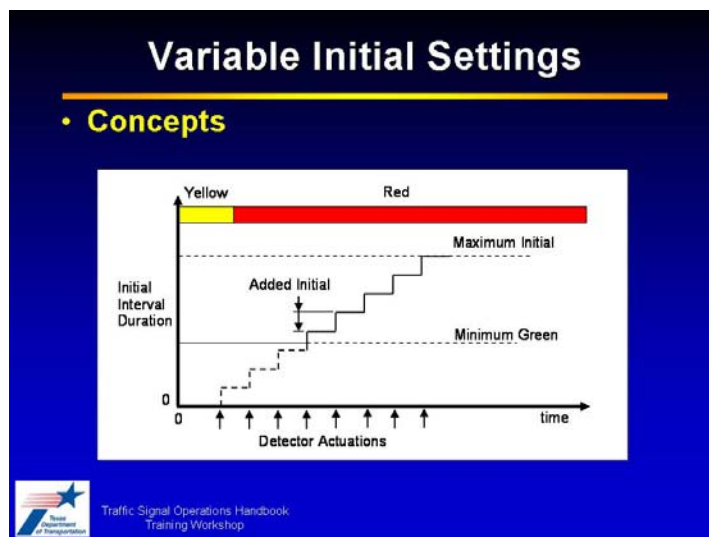 Variable Initial Settings
• Concepts
Yellow
Red
Maximum Initial
Added Initial
Initial
Interval
Duration
Minimum Green
0
0
time
Detector Actuations
Texas
Department
of Transportation
Traffic Signal Operations Handbook
Training Workshop